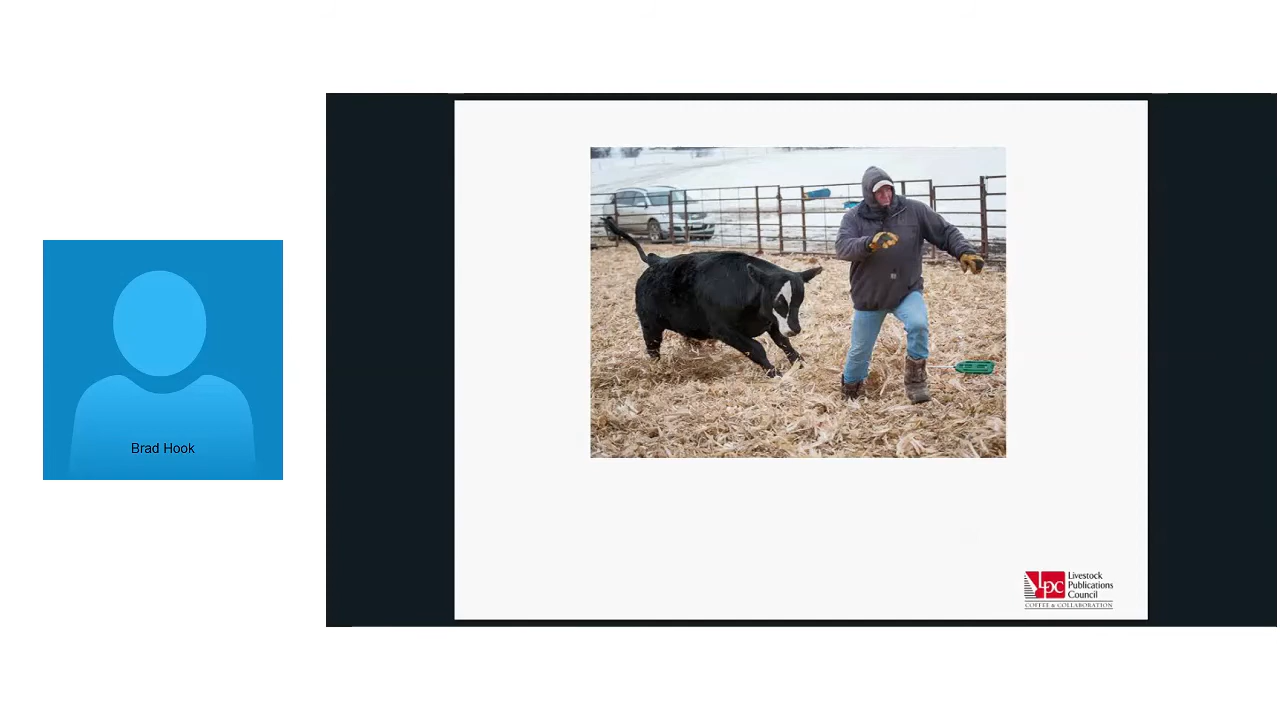 Brad Hook
LPC
Livestock
Publications
Council
COFFEE & COLLABORATION